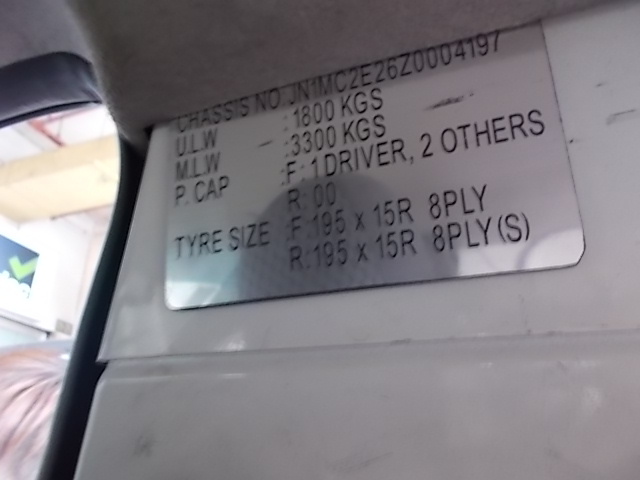 CHASSIS NO JN1MC2E26Z0004197
U.L.W : 1800 KGS
M.L.W : 3300 KGS
P. CAP : F : 1 DRIVER, 2 OTHERS
R: 00
TYRE SIZE :F: 195 x 15R 8PLY
R: 195 x 15R 8PLY (S)